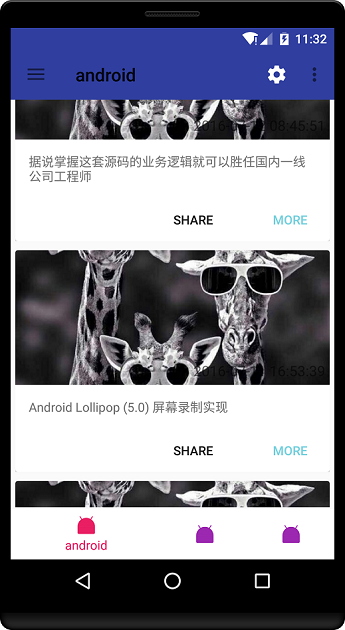 11:32
android
08:45:51
据说掌握这套源码的业务逻辑就可以胜任国内一线
公司工程师
SHARE MORE
16:53:39
Android Lollipop (5.0) 屏幕录制实现
SHARE MORE
android